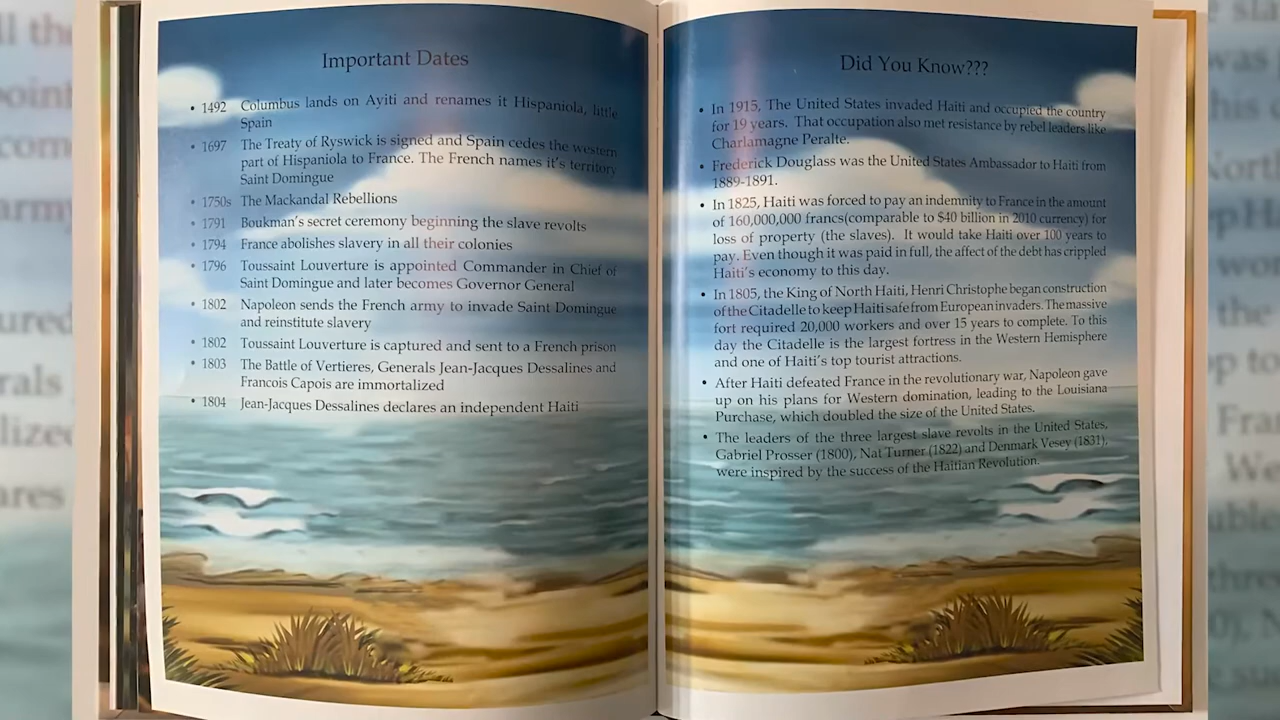 Important Dates
• 1492 Columbus lands on Ayiti and renames it Hispaniola, little
Spain
• 1697 The Treaty of Ryswick is signed and Spain cedes the western
part of Hispaniola to France. The French names it's territory
Saint Domingue
• 1750s The Mackandal Rebellions
• 1791 Boukman's secret ceremony beginning the slave revolts
• 1794 France abolishes slavery in all their colonies
• 1796 Toussaint Louverture is appointed Commander in Chief of
Saint Domingue and later becomes Governor General
• 1802 Napoleon sends the French army to invade Saint Domingue
and reinstitute slavery
• 1802 Toussaint Louverture is captured and sent to a French prison
• 1803 The Battle of Vertieres, Generals Jean-Jacques Dessalines and
Francois Capois are immortalized
• 1804 Jean-Jacques Dessalines declares an independent Haiti
Did You Know???
• In 1915, The United States invaded Haiti and occupied the country
for 19 years. That occupation also met resistance by rebel leaders like
Charlamagne Peralte.
• Frederick Douglass was the United States Ambassador to Haiti from
1889-1891.
• In 1825, Haiti was forced to pay an indemnity to France in the amount
of 160,000,000 francs(comparable to $40 billion in 2010 currency) for
loss of property (the slaves). It would take Haiti over 100 years to
pay. Even though it was paid in full, the affect of the debt has crippled
Haiti's economy to this day.
• In 1805, the King of North Haiti, Henri Christophe began construction
of the Citadelle to keep Haiti safe from European invaders. The massive
fort required 20,000 workers and over 15 years to complete. To this
day the Citadelle is the largest fortress in the Western Hemisphere
and one of Haiti's top tourist attractions.
• After Haiti defeated France in the revolutionary war, Napoleon gave
up on his plans for Western domination, leading to the Louisiana
Purchase, which doubled the size of the United States.
• The leaders of the three largest slave revolts in the United States,
Gabriel Prosser (1800), Nat Turner (1822) and Denmark Vesey (1831),
were inspired by the success of the Haitian Revolution.